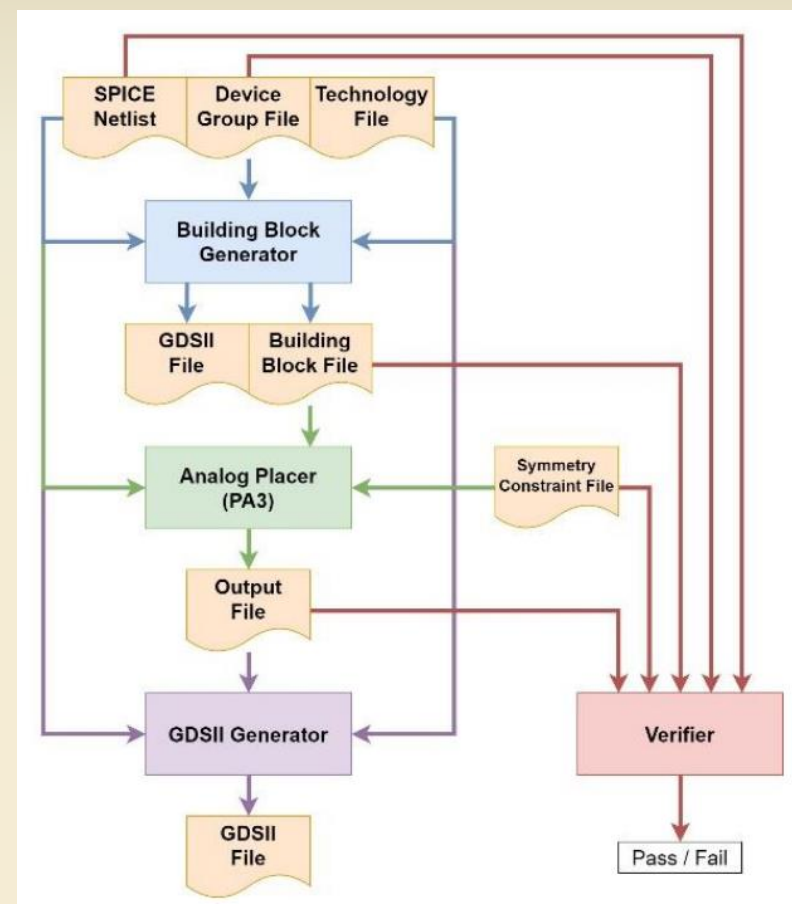 SPICE
Netlist
Device
Group File
Technology
File
Building Block
Generator
GDSII
File
Building
Block File
Analog Placer
(PA3)
Symmetry
Constraint File
Output
File
GDSII Generator
Verifier
GDSII
File
Pass / Fail